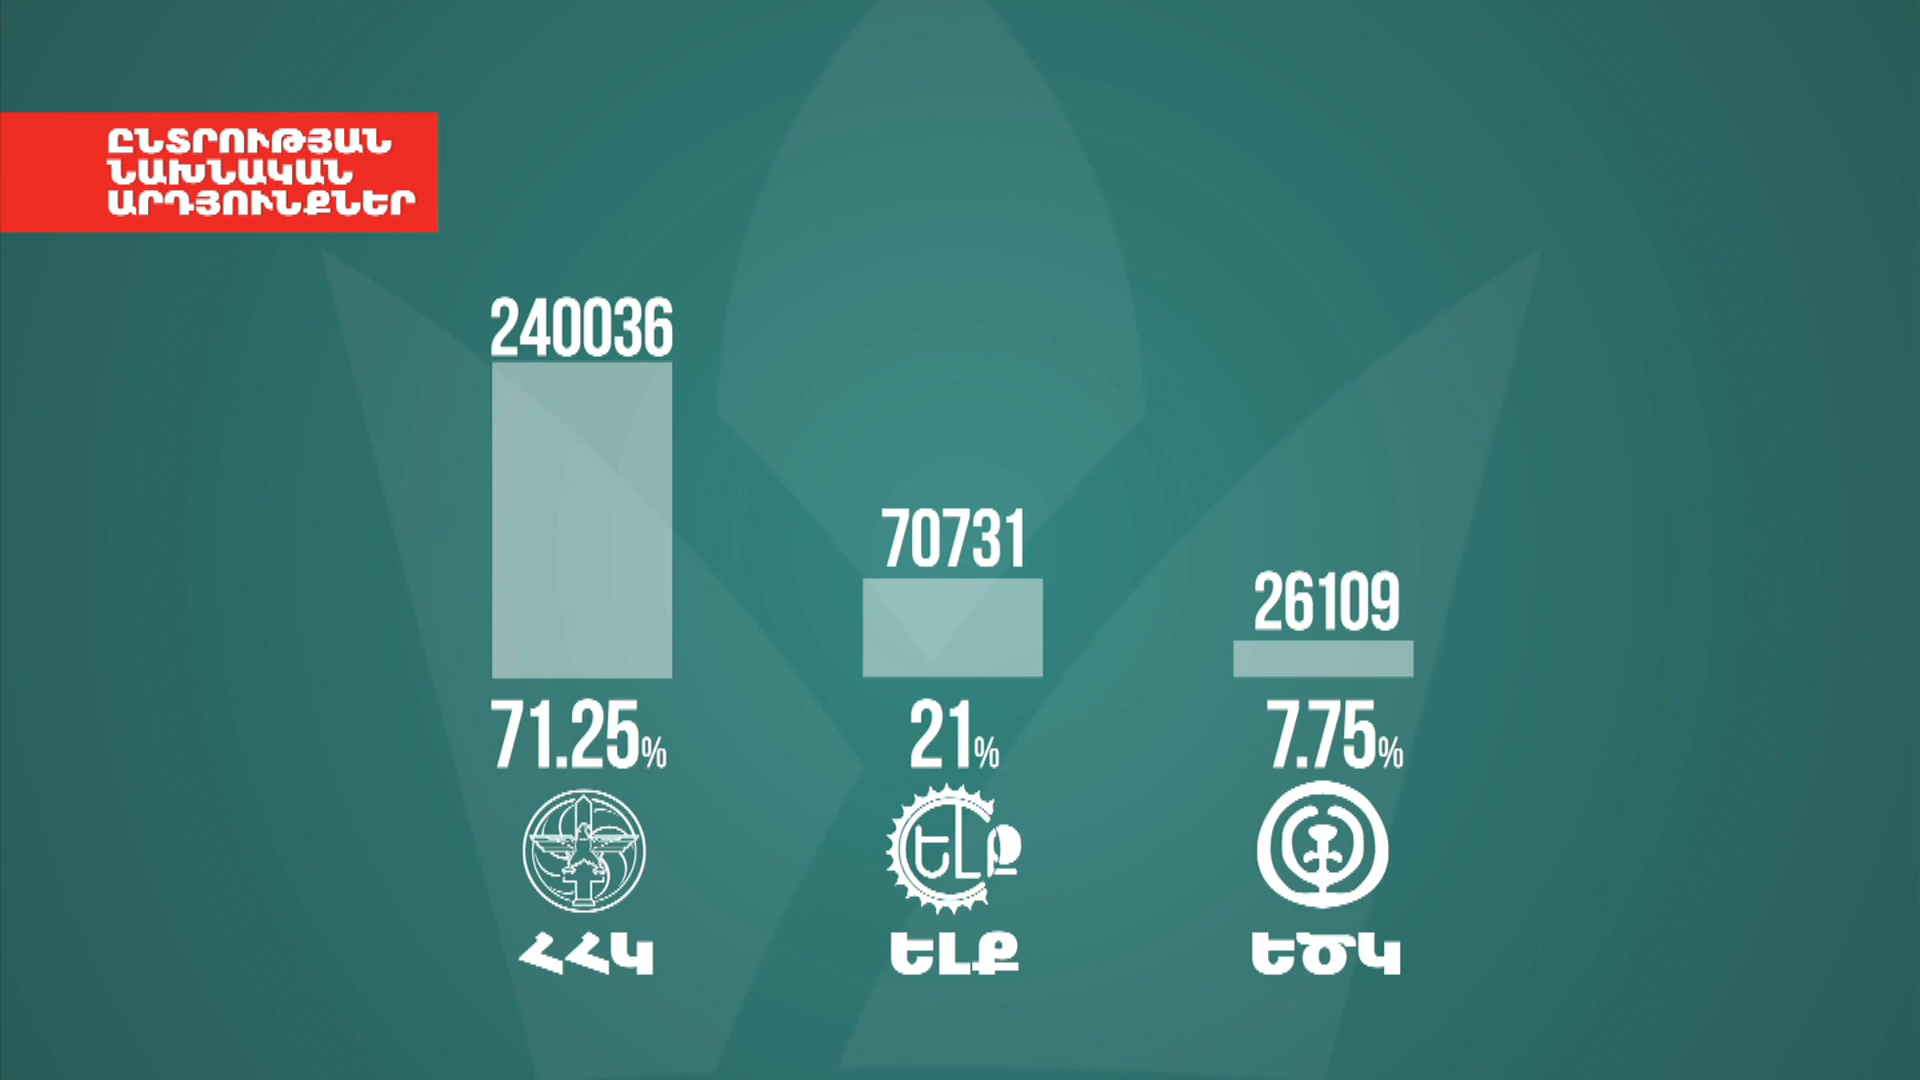 ԸՆՏՐՈՒԹՅԱՆ
ՆԱԽՆԱԿԱՆ
ԱՐԴՅՈՒՆՔՆԵՐ
240036
70731
26109
71.25%
21%
7.75%
ԵԼՔ
ՀՀԿ
ԵԼՔ
ԵԾԿ